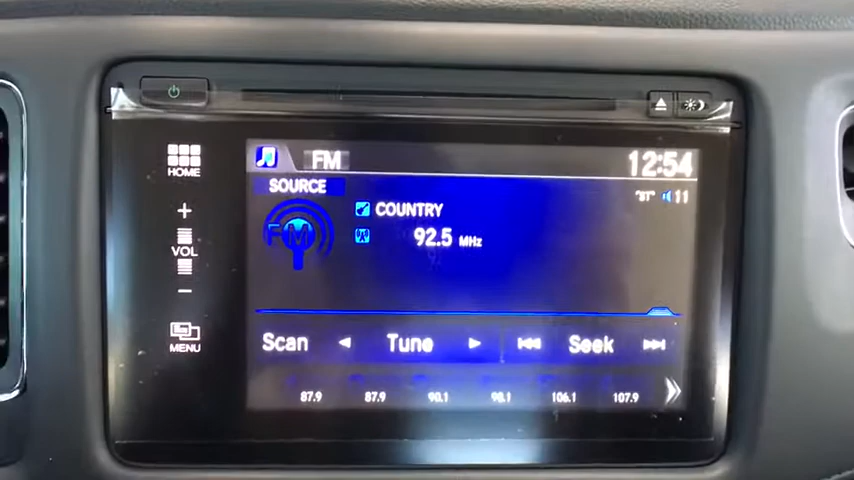 FM 12:54
HOME SOURCE "ST" 11
COUNTRY
FM 92.5 MHz
+
VOL
−
MENU Scan Tune Seek
87.9 87.9 90.1 98.1 106.1 107.9